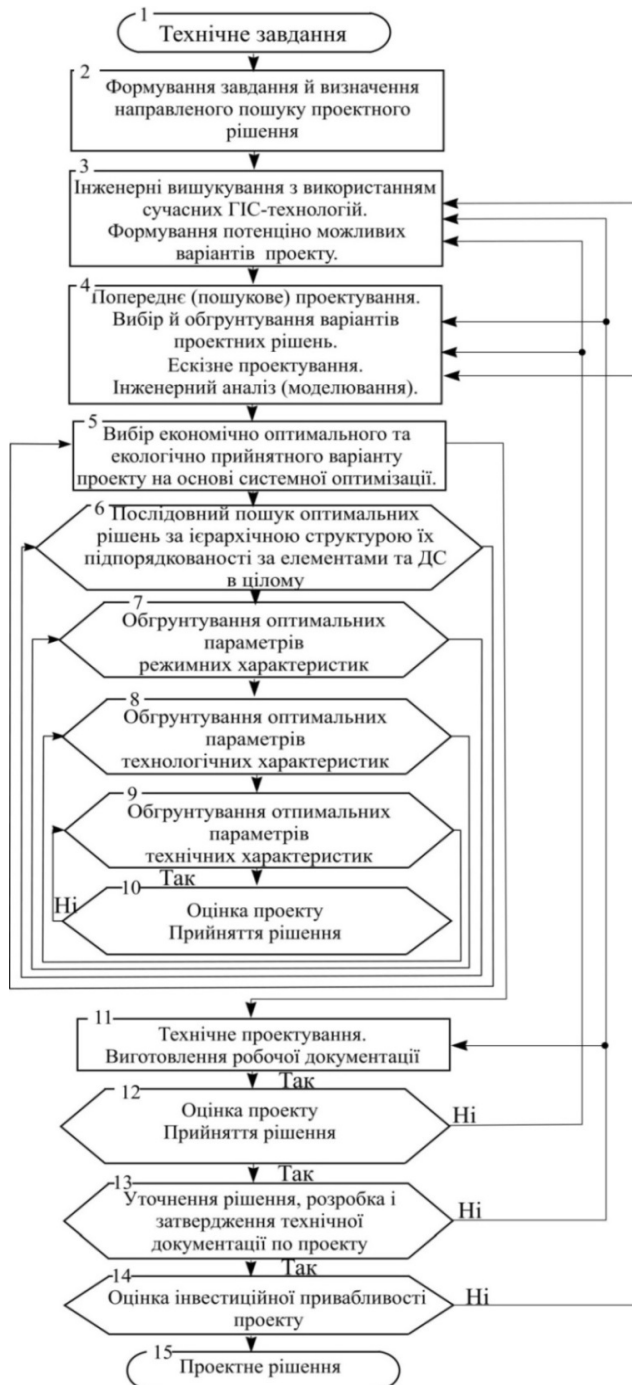 1
Технічне завдання
2
Формування завдання й визначення
направленого пошуку проектного
рішення
3
Інженерні вишукування з використанням
сучасних ГІС-технологій.
Формування потенціно можливих
варіантів проекту.
4
Попереднє (пошукове) проектування.
Вибір й обгрунтування варіантів
проектних рішень.
Ескізне проектування.
Інженерний аналіз (моделювання).
5
Вибір економічно оптимального та
екологічно прийнятного варіанту
проекту на основі системної оптимізації.
6
Послідовний пошук оптимальних
рішень за ієрархічною структурою їх
підпорядкованості за елементами та ДС
в цілому
7
Обгрунтування оптимальних
параметрів
режимних характеристик
8
Обгрунтування оптимальних
параметрів
технологічних характеристик
9
Обгрунтування отпимальних
параметрів
технічних характеристик
Так
10
Ні
Оцінка проекту
Прийняття рішення
11
Технічне проектування.
Виготовлення робочої документації
Так
12
Оцінка проекту
Ні
Прийняття рішення
Так
13
Уточнення рішення, розробка і
Ні
затвердження технічної
документації по проекту
Так
14
Оцінка інвестиційної привабливості
Ні
проекту
15
Проектне рішення